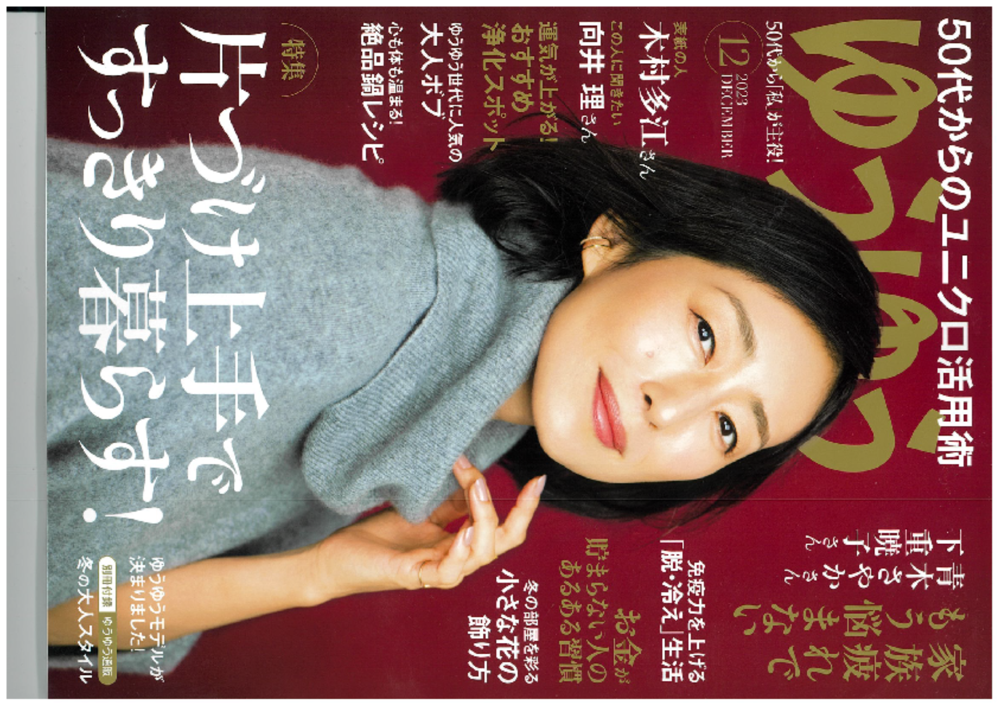 50代からのユニクロ活用術
ゆうゆう
50代から「私」が主役!
12
2023
DECEMBER
表紙の人
木村多江さん
この人に聞きたい
向井 理さん
運気が上がる!
おすすめ
浄化スポット
ゆうゆう世代に人気の
大人ボブ
心も体も温まる!
絶品鍋レシピ
特集
片づけ上手で
すっきり暮らす!
家族疲れで
もう悩まない
青木さやかさん
下重暁子さん
免疫力を上げる
「脱・冷え」生活
お金が
貯まらない人の
あるある習慣
冬の部屋を彩る
小さな花の
飾り方
ゆうゆうモデルが
決まりました!
別冊付録 ゆうゆう通販
冬の大人スタイル